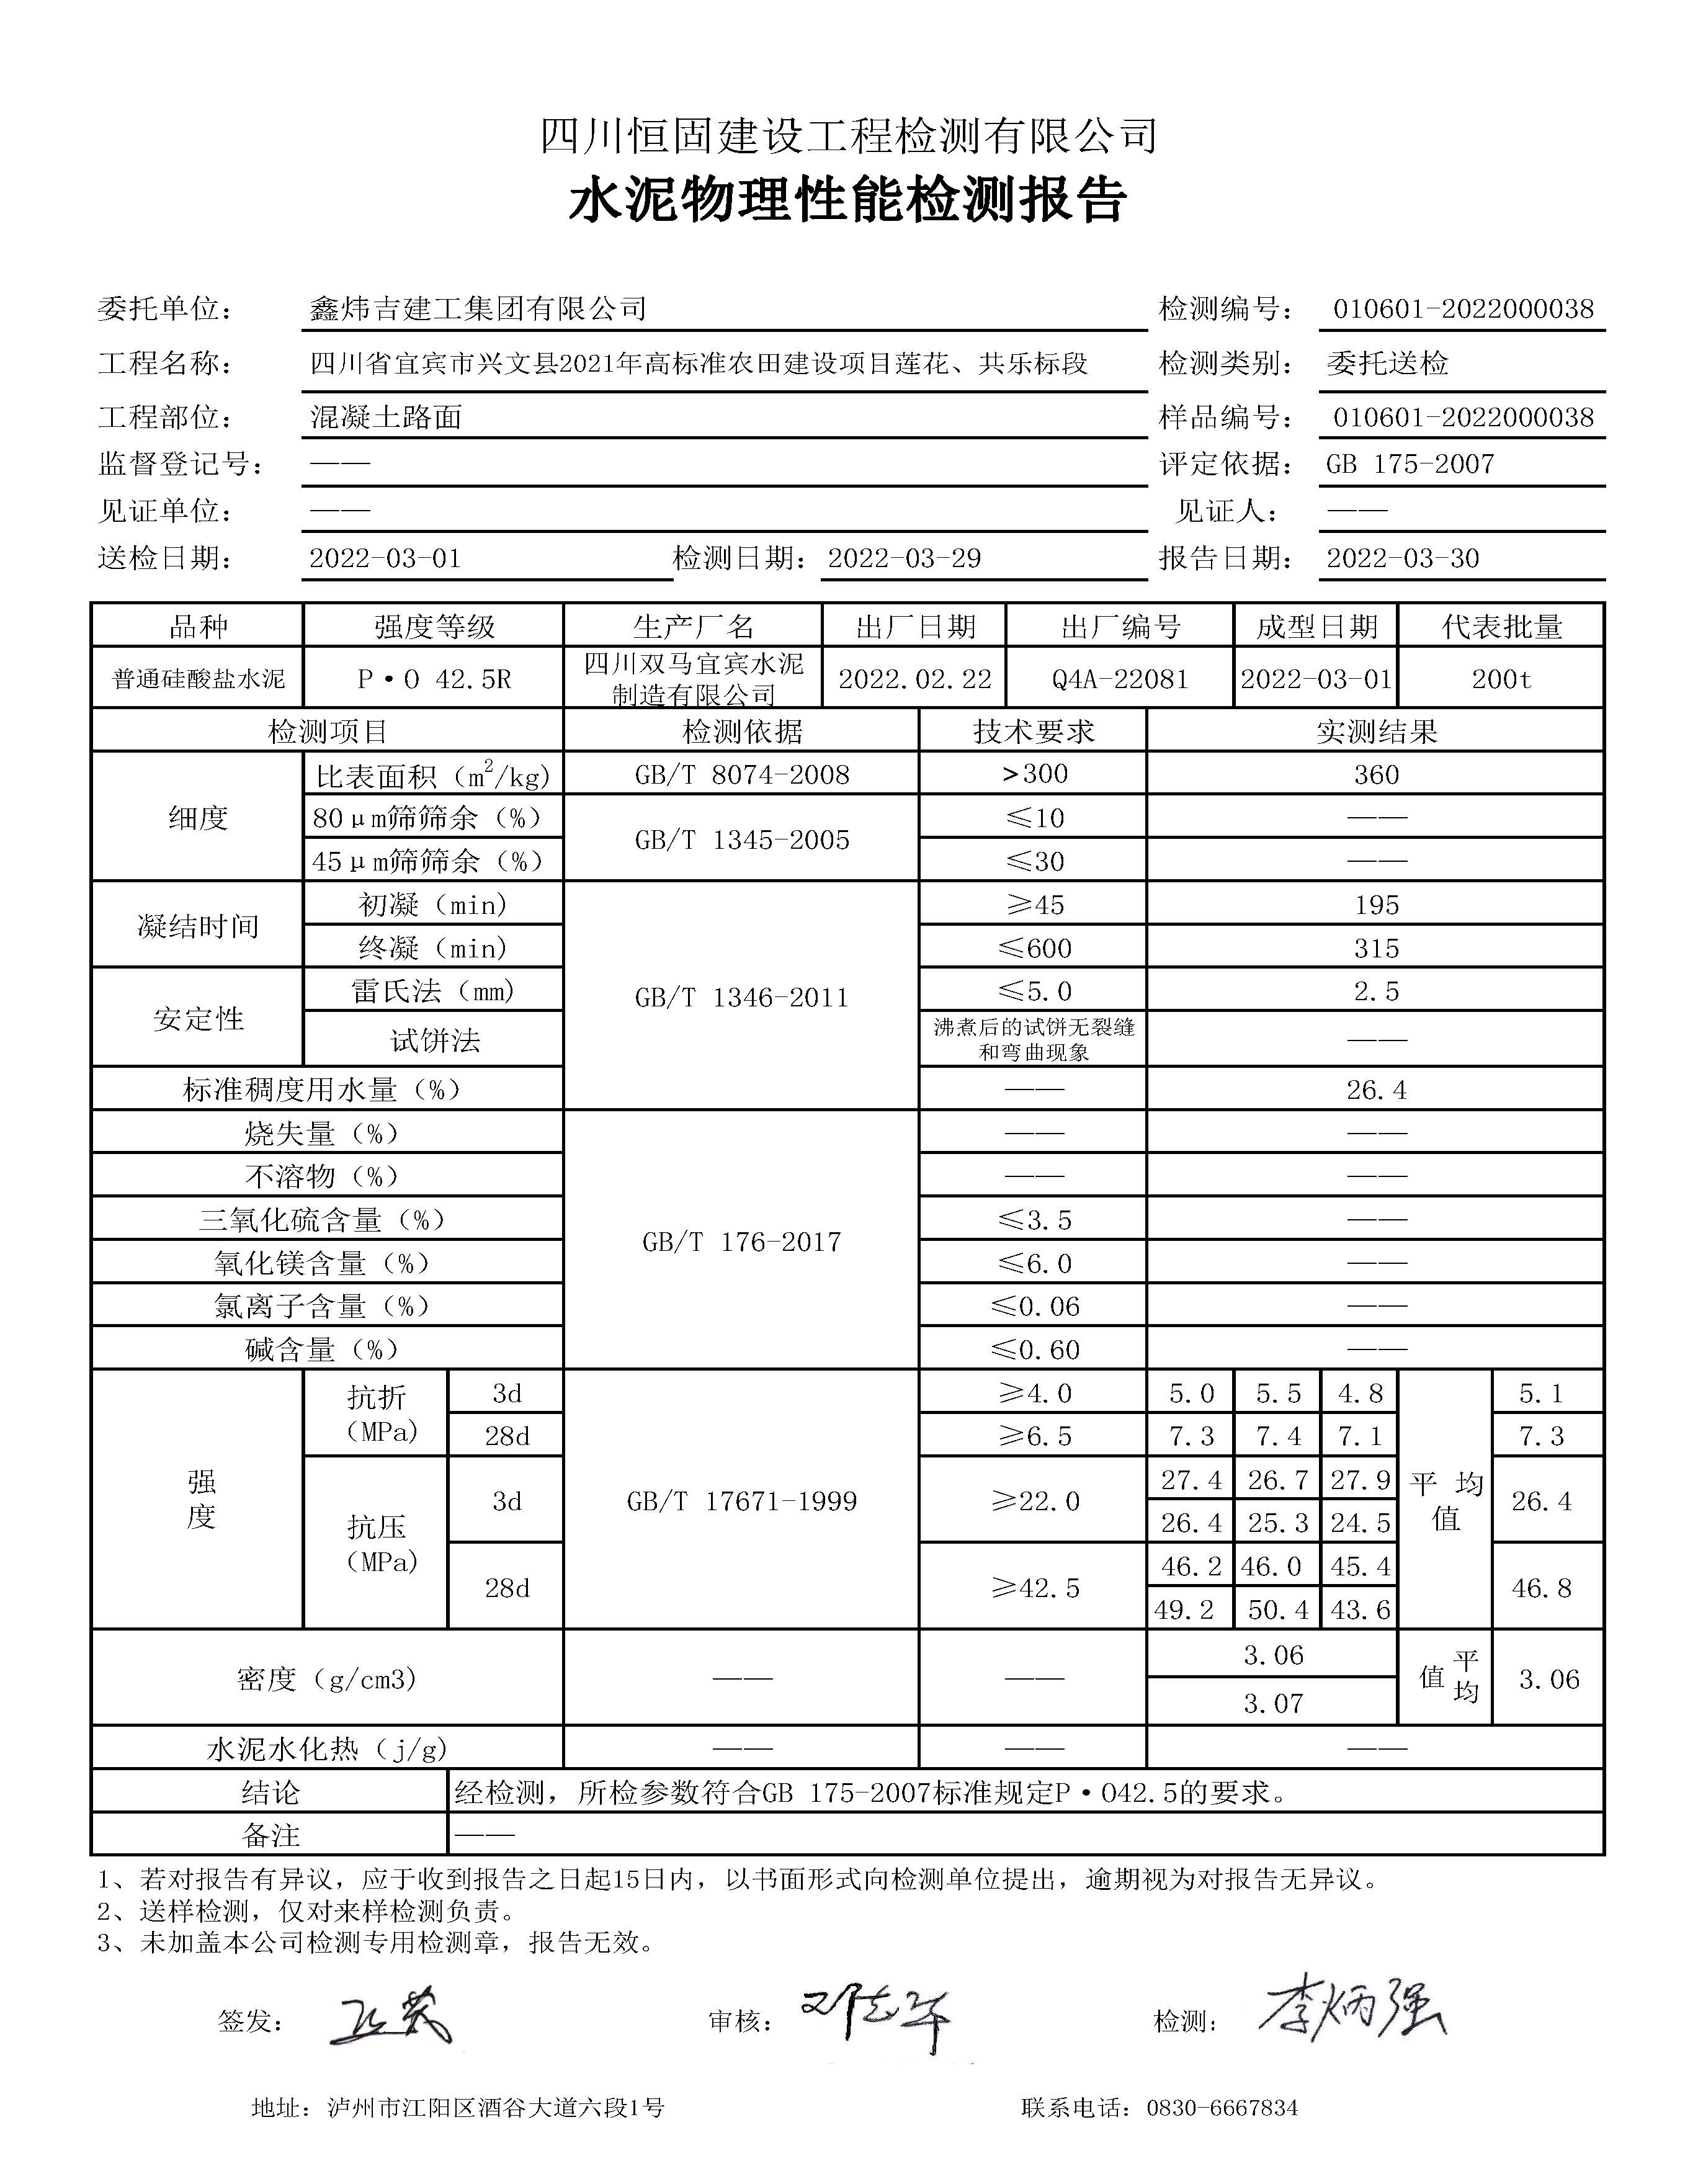 四川恒固建设工程检测有限公司
水泥物理性能检测报告
委托单位： 鑫炜吉建工集团有限公司 检测编号： 010601-2022000038
工程名称： 四川省宜宾市兴文县2021年高标准农田建设项目莲花、共乐标段 检测类别： 委托送检
工程部位： 混凝土路面 样品编号： 010601-2022000038
监督登记号： —— 评定依据： GB 175-2007
见证单位： —— 见证人： ——
送检日期： 2022-03-01 检测日期： 2022-03-29 报告日期： 2022-03-30
品种 强度等级 生产厂名 出厂日期 出厂编号 成型日期 代表批量
普通硅酸盐水泥 P·O 42.5R 四川双马宜宾水泥 2022.02.22 Q4A-22081 2022-03-01 200t
制造有限公司
检测项目 检测依据 技术要求 实测结果
细度 比表面积（m²/kg) GB/T 8074-2008 >300 360
80μm筛筛余（%） GB/T 1345-2005 ≤10 ——
45μm筛筛余（%） ≤30 ——
凝结时间 初凝（min) GB/T 1346-2011 ≥45 195
终凝（min) ≤600 315
安定性 雷氏法（mm) ≤5.0 2.5
试饼法 沸煮后的试饼无裂缝 ——
和弯曲现象
标准稠度用水量（%） —— 26.4
烧失量（%） GB/T 176-2017 —— ——
不溶物（%） —— ——
三氧化硫含量（%） ≤3.5 ——
氧化镁含量（%） ≤6.0 ——
氯离子含量（%） ≤0.06 ——
碱含量（%） ≤0.60 ——
强度 抗折（MPa) 3d GB/T 17671-1999 ≥4.0 5.0 5.5 4.8 平均值 5.1
28d ≥6.5 7.3 7.4 7.1 7.3
抗压（MPa) 3d ≥22.0 27.4 26.7 27.9 26.4
26.4 25.3 24.5
28d ≥42.5 46.2 46.0 45.4 46.8
49.2 50.4 43.6
密度（g/cm3) —— —— 3.06 平均值 3.06
3.07
水泥水化热（j/g) —— —— ——
结论 经检测，所检参数符合GB 175-2007标准规定P·O42.5的要求。
备注 ——
1、若对报告有异议，应于收到报告之日起15日内，以书面形式向检测单位提出，逾期视为对报告无异议。
2、送样检测，仅对来样检测负责。
3、未加盖本公司检测专用检测章，报告无效。
签发： 审核： 检测： 李炳强
地址：泸州市江阳区酒谷大道六段1号 联系电话：0830-6667834